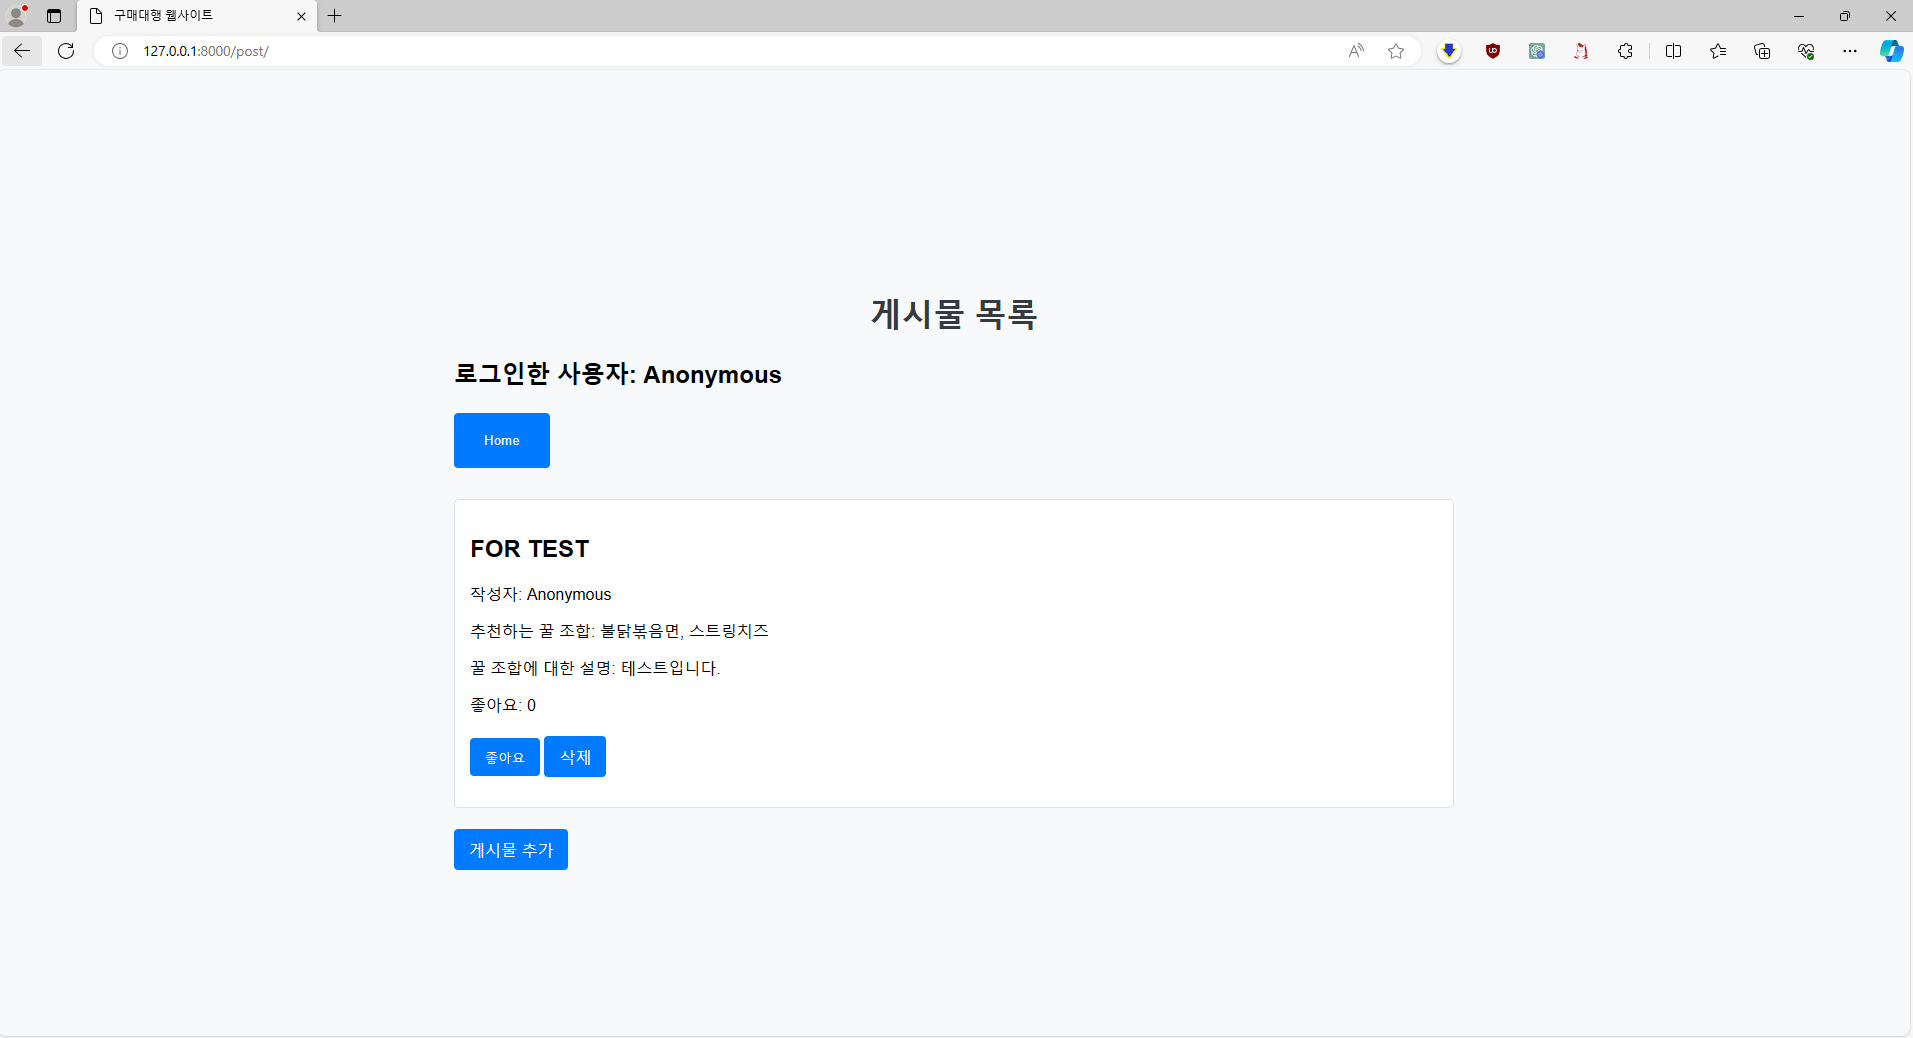 구매대행 웹사이트
127.0.0.1:8000/post/
게시물 목록
로그인한 사용자: Anonymous
Home
FOR TEST
작성자: Anonymous
추천하는 꿀 조합: 불닭볶음면, 스트링치즈
꿀 조합에 대한 설명: 테스트입니다.
좋아요: 0
좋아요 삭제
게시물 추가